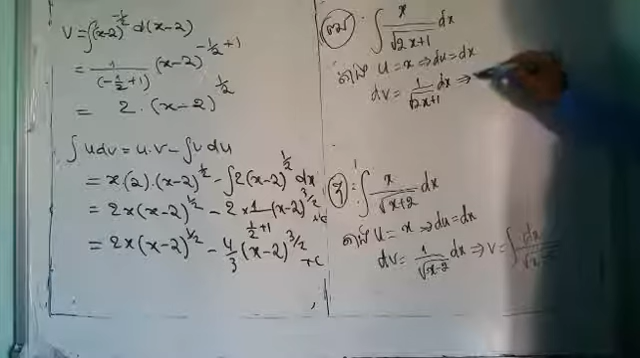 V = ∫(x-2)^{-1/2} d(x-2)
= 1/(-1/2+1) (x-2)^{-1/2+1}
= 2·(x-2)^{1/2}
∫udv = u.v - ∫vdu
= x(2).(x-2)^{1/2} - ∫2(x-2)^{1/2} dx
= 2x(x-2)^{1/2} - 2×1/(1/2+1) (x-2)^{3/2} +c
= 2x(x-2)^{1/2} - 4/3 (x-2)^{3/2} +c
∫ x/√(2x+1) dx
u = x ⇒ du = dx
dv = 1/√(2x+1) dx ⇒
∫ x/√(x+2) dx
u = x ⇒ du = dx
dv = 1/√(x-2) dx ⇒ V = ∫ dx/√x